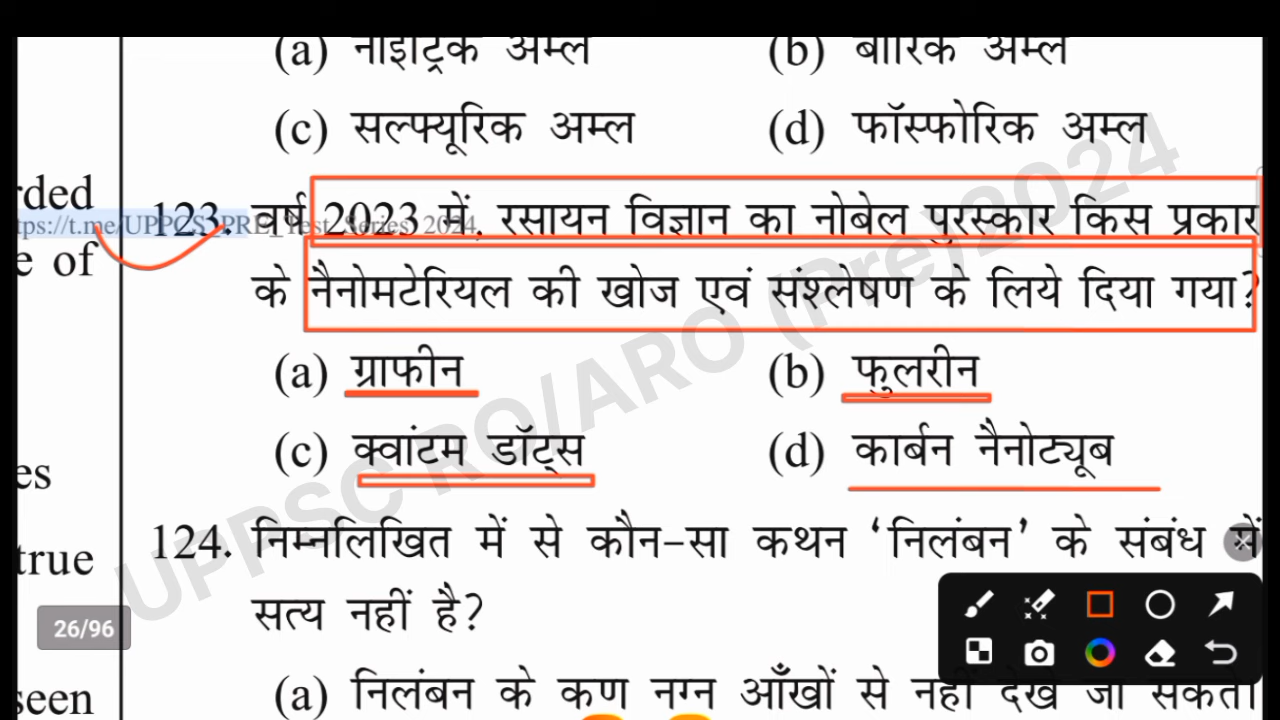 (a) नाइट्रिक अम्ल (b) बोरिक अम्ल
(c) सल्फ्यूरिक अम्ल (d) फॉस्फोरिक अम्ल
rded
123. वर्ष 2023 में, रसायन विज्ञान का नोबेल पुरस्कार किस प्रकार
tps://t.me/UPPCS_PRE_Test_Series 2024
e of
के नैनोमटेरियल की खोज एवं संश्लेषण के लिये दिया गया?
(a) ग्राफीन (b) फुलरीन
(c) क्वांटम डॉट्स (d) कार्बन नैनोट्यूब
es
124. निम्नलिखित में से कौन-सा कथन ‘निलंबन’ के संबंध में
true
सत्य नहीं है?
26/96
(a) निलंबन के कण नग्न आँखों से नहीं देखे जा सकता
seen
UPPSC RO/ARO (Pre) 2024